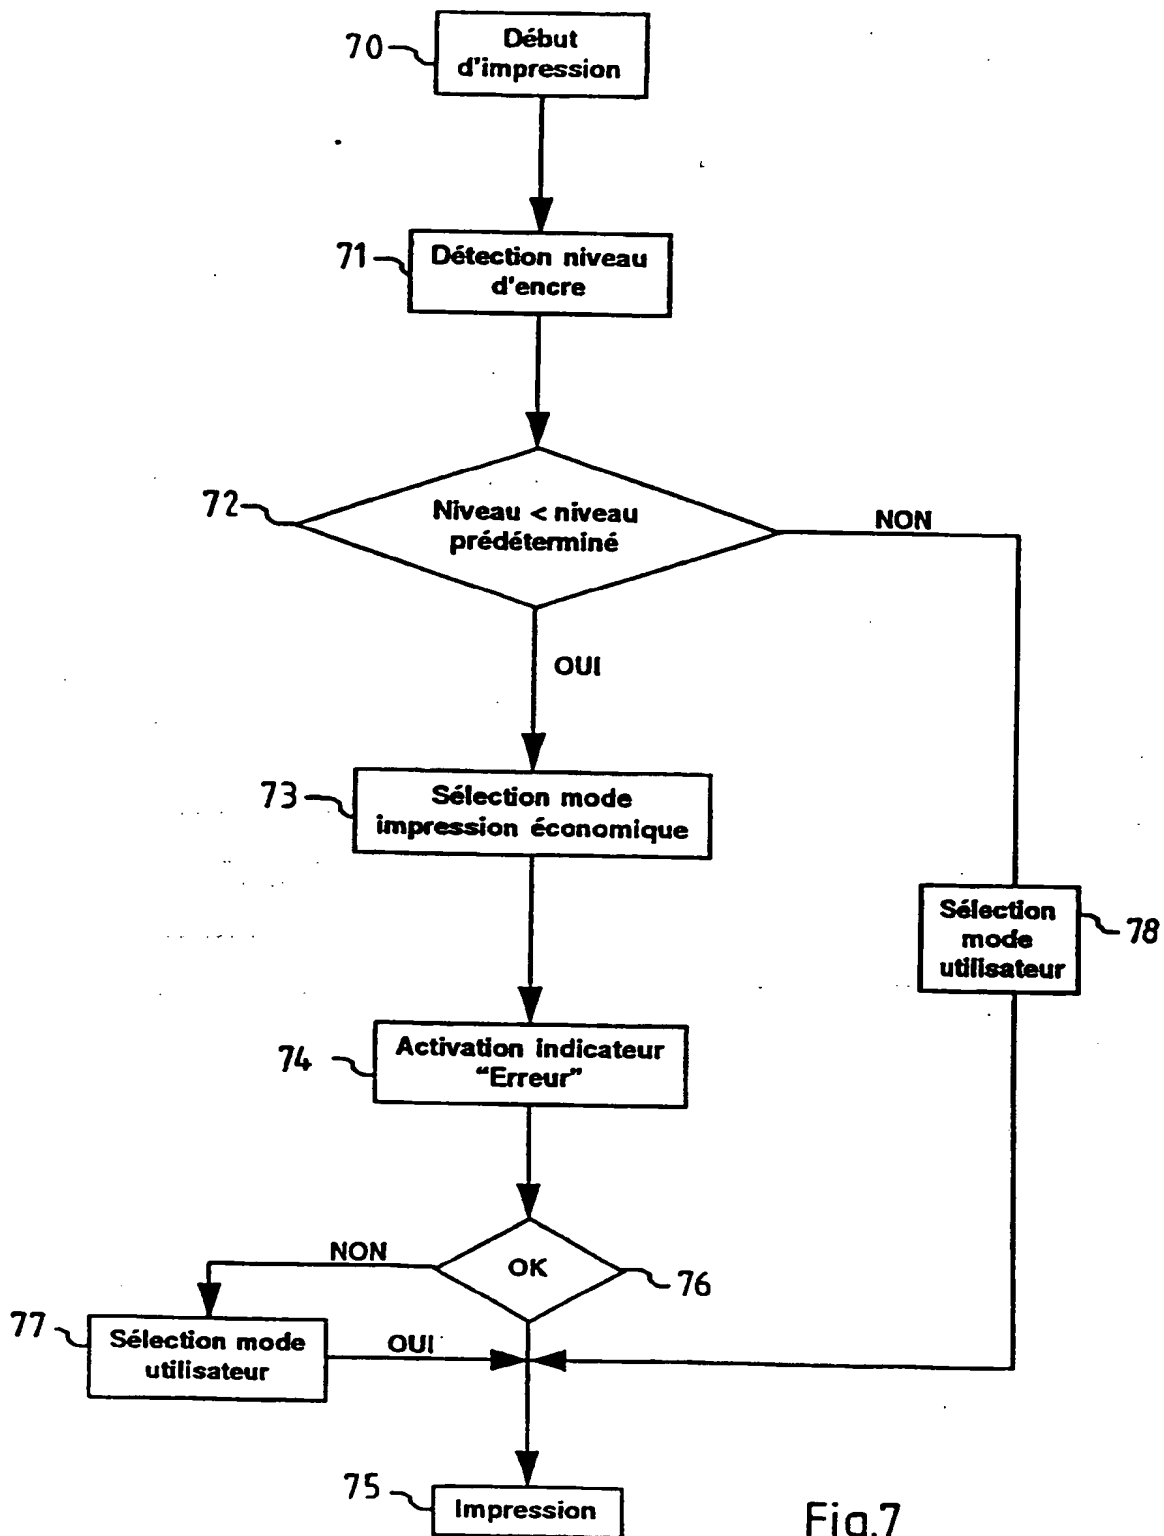 70
Début
d'impression
71
Détection niveau
d'encre
72
Niveau < niveau
prédéterminé
NON
OUI
73
Sélection mode
impression économique
Sélection
mode
utilisateur
78
74
Activation indicateur
"Erreur"
NON
OK
76
77
Sélection mode
utilisateur
OUI
75
Impression
Fig.7